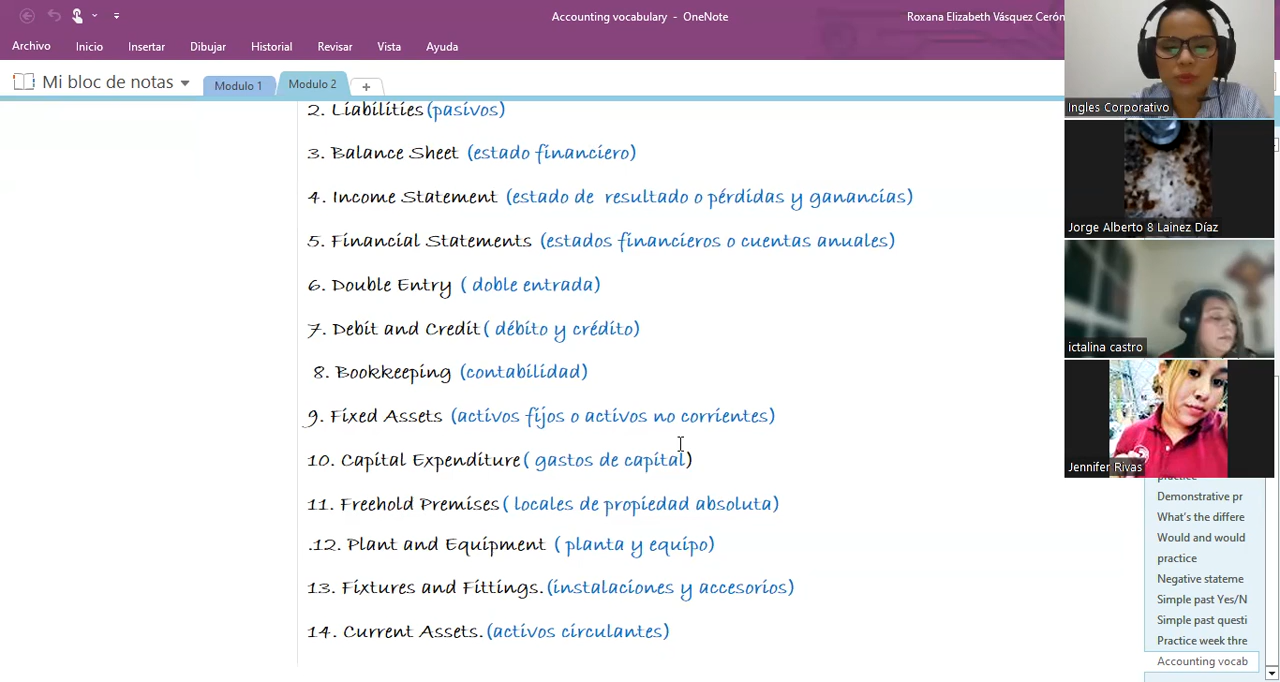 Accounting vocabulary - OneNote
Roxana Elizabeth Vásquez Cerón
Archivo Inicio Insertar Dibujar Historial Revisar Vista Ayuda
Mi bloc de notas Modulo 1 Modulo 2 +
2. Liabilities (pasivos)
3. Balance Sheet (estado financiero)
4. Income Statement (estado de resultado o pérdidas y ganancias)
5. Financial Statements (estados financieros o cuentas anuales)
6. Double Entry ( doble entrada)
7. Debit and Credit ( débito y crédito)
8. Bookkeeping (contabilidad)
9. Fixed Assets (activos fijos o activos no corrientes)
10. Capital Expenditure ( gastos de capital)
11. Freehold Premises ( locales de propiedad absoluta)
.12. Plant and Equipment ( planta y equipo)
13. Fixtures and Fittings. (instalaciones y accesorios)
14. Current Assets. (activos circulantes)
Ingles Corporativo
Jorge Alberto 8 Lainez Díaz
ictalina castro
Jennifer Rivas
practice
Demonstrative pr
What's the differe
Would and would
practice
Negative stateme
Simple past Yes/N
Simple past questi
Practice week thre
Accounting vocab